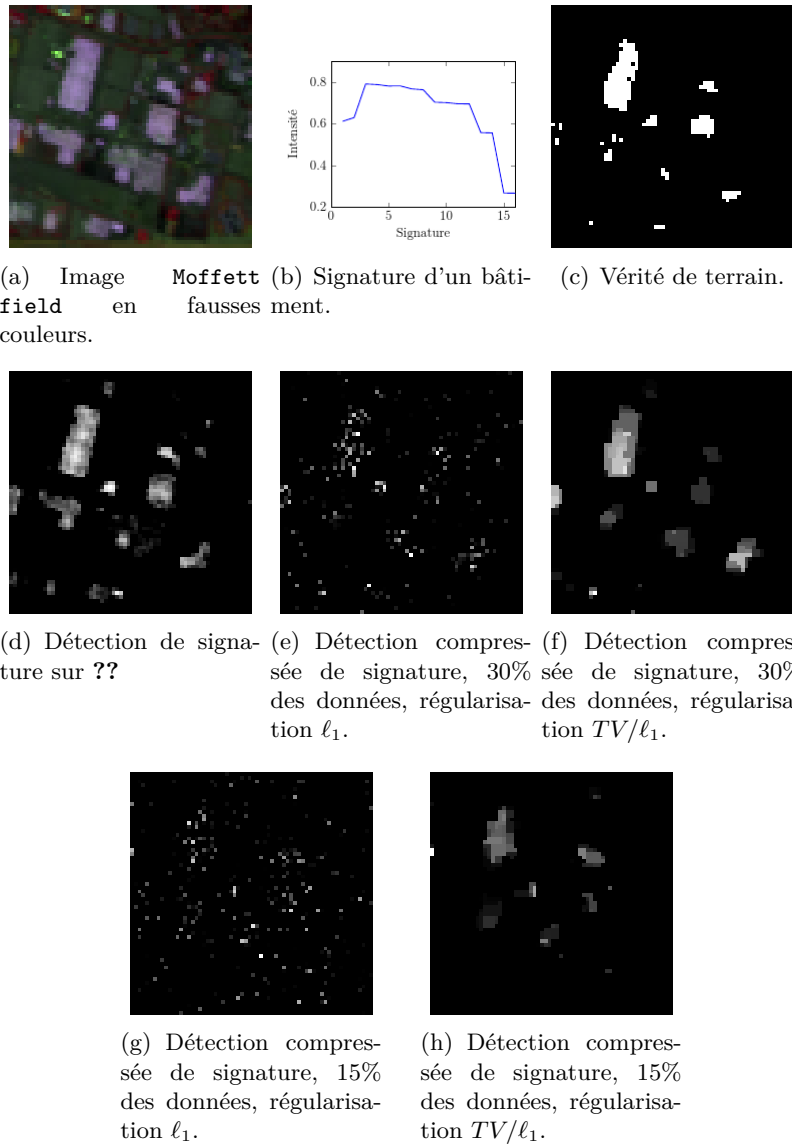 0.8
0.6
0.4
0.2
0
5
10
15
Intensité
Signature
(a) Image Moffett
field en fausses
couleurs.
(b) Signature d'un bâti-
ment.
(c) Vérité de terrain.
(d) Détection de signa-
ture sur ??
(e) Détection compres-
sée de signature, 30%
des données, régularisa-
tion ℓ1.
(f) Détection compres
sée de signature, 30%
des données, régularisa
tion TV/ℓ1.
(g) Détection compres-
sée de signature, 15%
des données, régularisa-
tion ℓ1.
(h) Détection compres-
sée de signature, 15%
des données, régularisa-
tion TV/ℓ1.